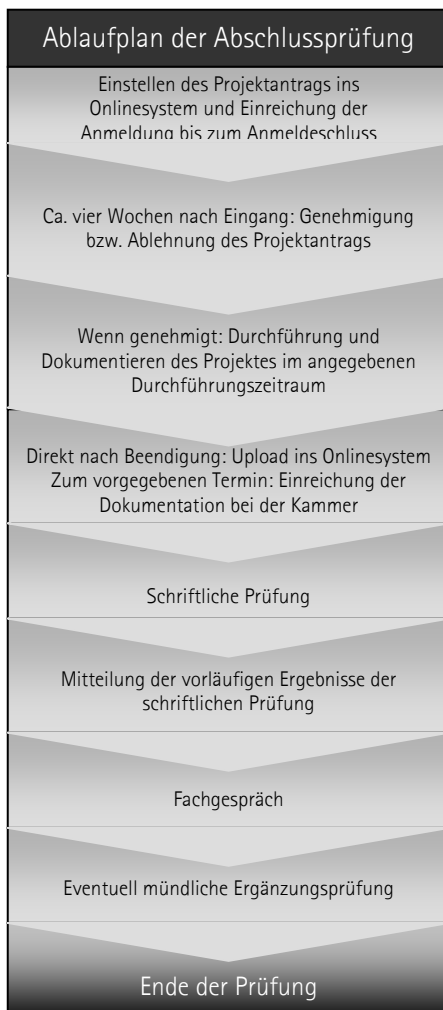 Ablaufplan der Abschlussprüfung
Einstellen des Projektantrags ins
Onlinesystem und Einreichung der
Anmeldung bis zum Anmeldeschluss
Ca. vier Wochen nach Eingang: Genehmigung
bzw. Ablehnung des Projektantrags
Wenn genehmigt: Durchführung und
Dokumentieren des Projektes im angegebenen
Durchführungszeitraum
Direkt nach Beendigung: Upload ins Onlinesystem
Zum vorgegebenen Termin: Einreichung der
Dokumentation bei der Kammer
Schriftliche Prüfung
Mitteilung der vorläufigen Ergebnisse der
schriftlichen Prüfung
Fachgespräch
Eventuell mündliche Ergänzungsprüfung
Ende der Prüfung